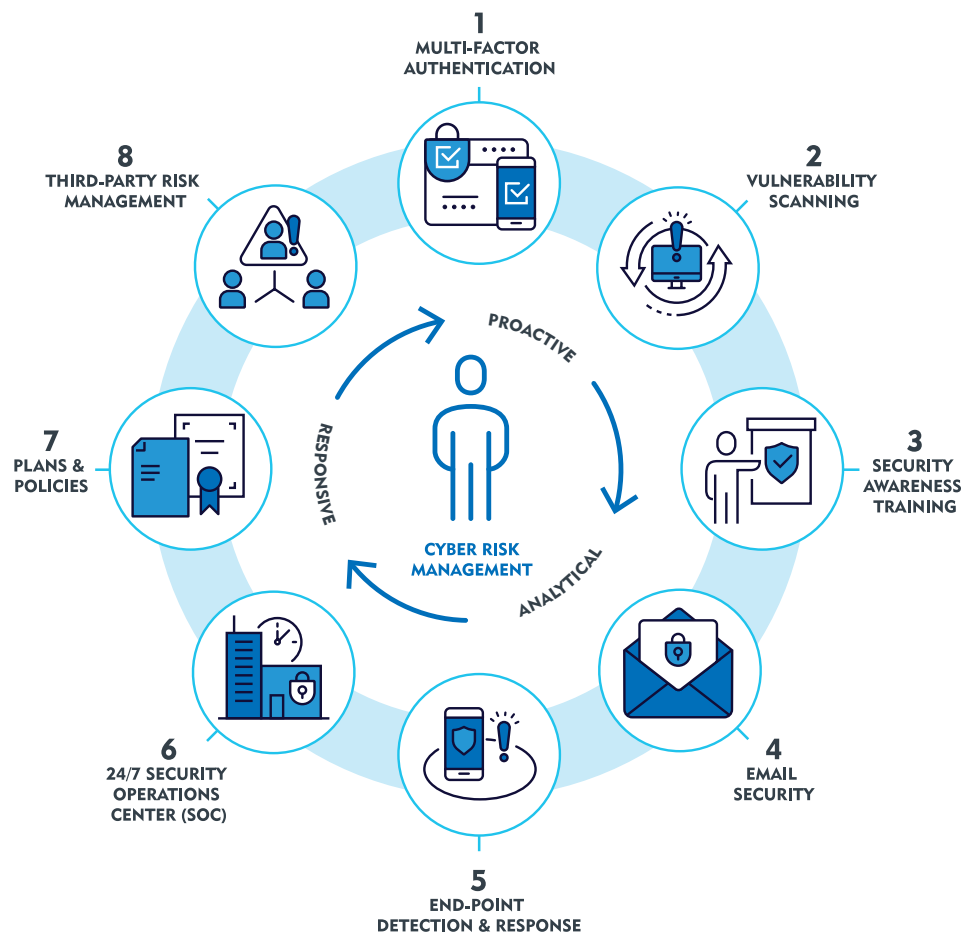 1
MULTI-FACTOR
AUTHENTICATION
2
VULNERABILITY
SCANNING
3
SECURITY
AWARENESS
TRAINING
4
EMAIL
SECURITY
5
END-POINT
DETECTION & RESPONSE
6
24/7 SECURITY
OPERATIONS
CENTER (SOC)
7
PLANS &
POLICIES
8
THIRD-PARTY RISK
MANAGEMENT
PROACTIVE
ANALYTICAL
RESPONSIVE
CYBER RISK
MANAGEMENT